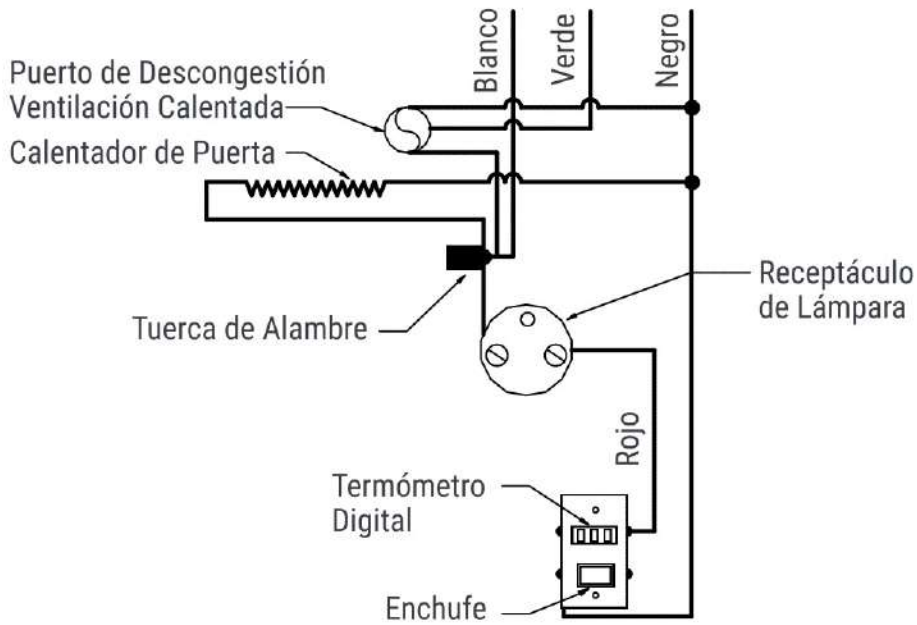 Blanco
Verde
Negro
Puerto de Descongestión
Ventilación Calentada
Calentador de Puerta
Receptáculo
de Lámpara
Tuerca de Alambre
Rojo
Termómetro
Digital
Enchufe